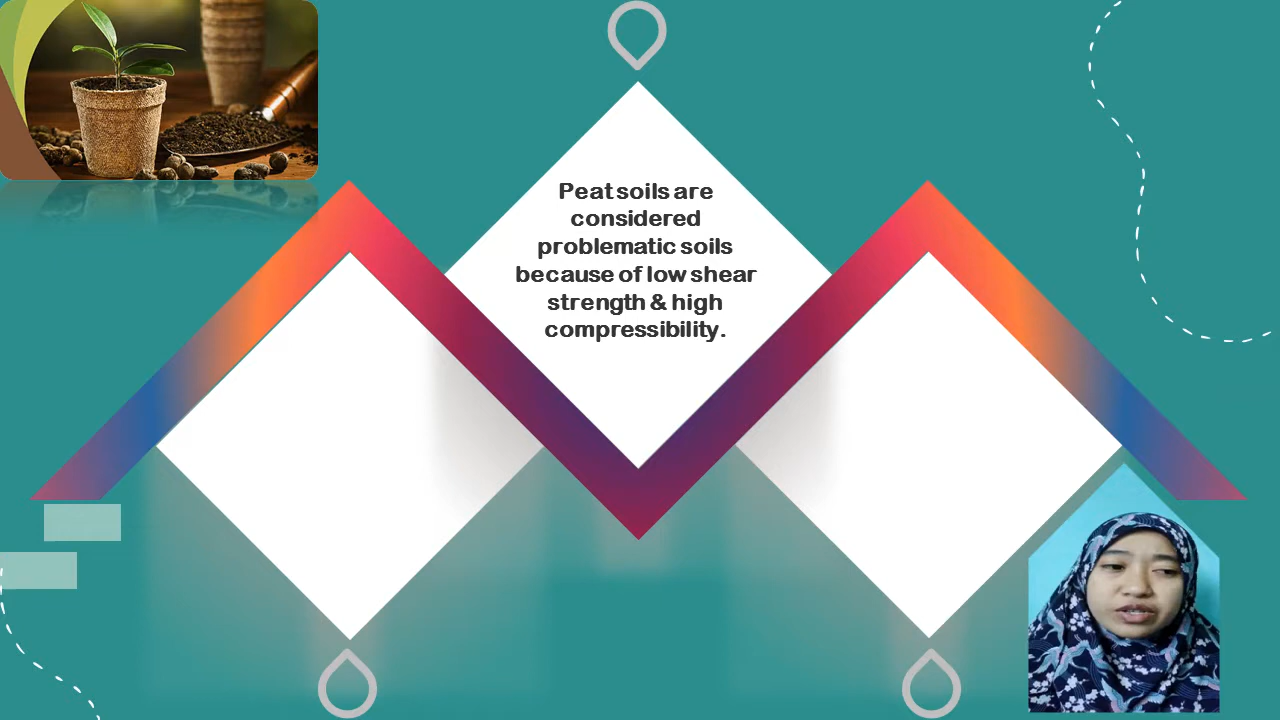 Peat soils are
considered
problematic soils
because of low shear
strength & high
compressibility.